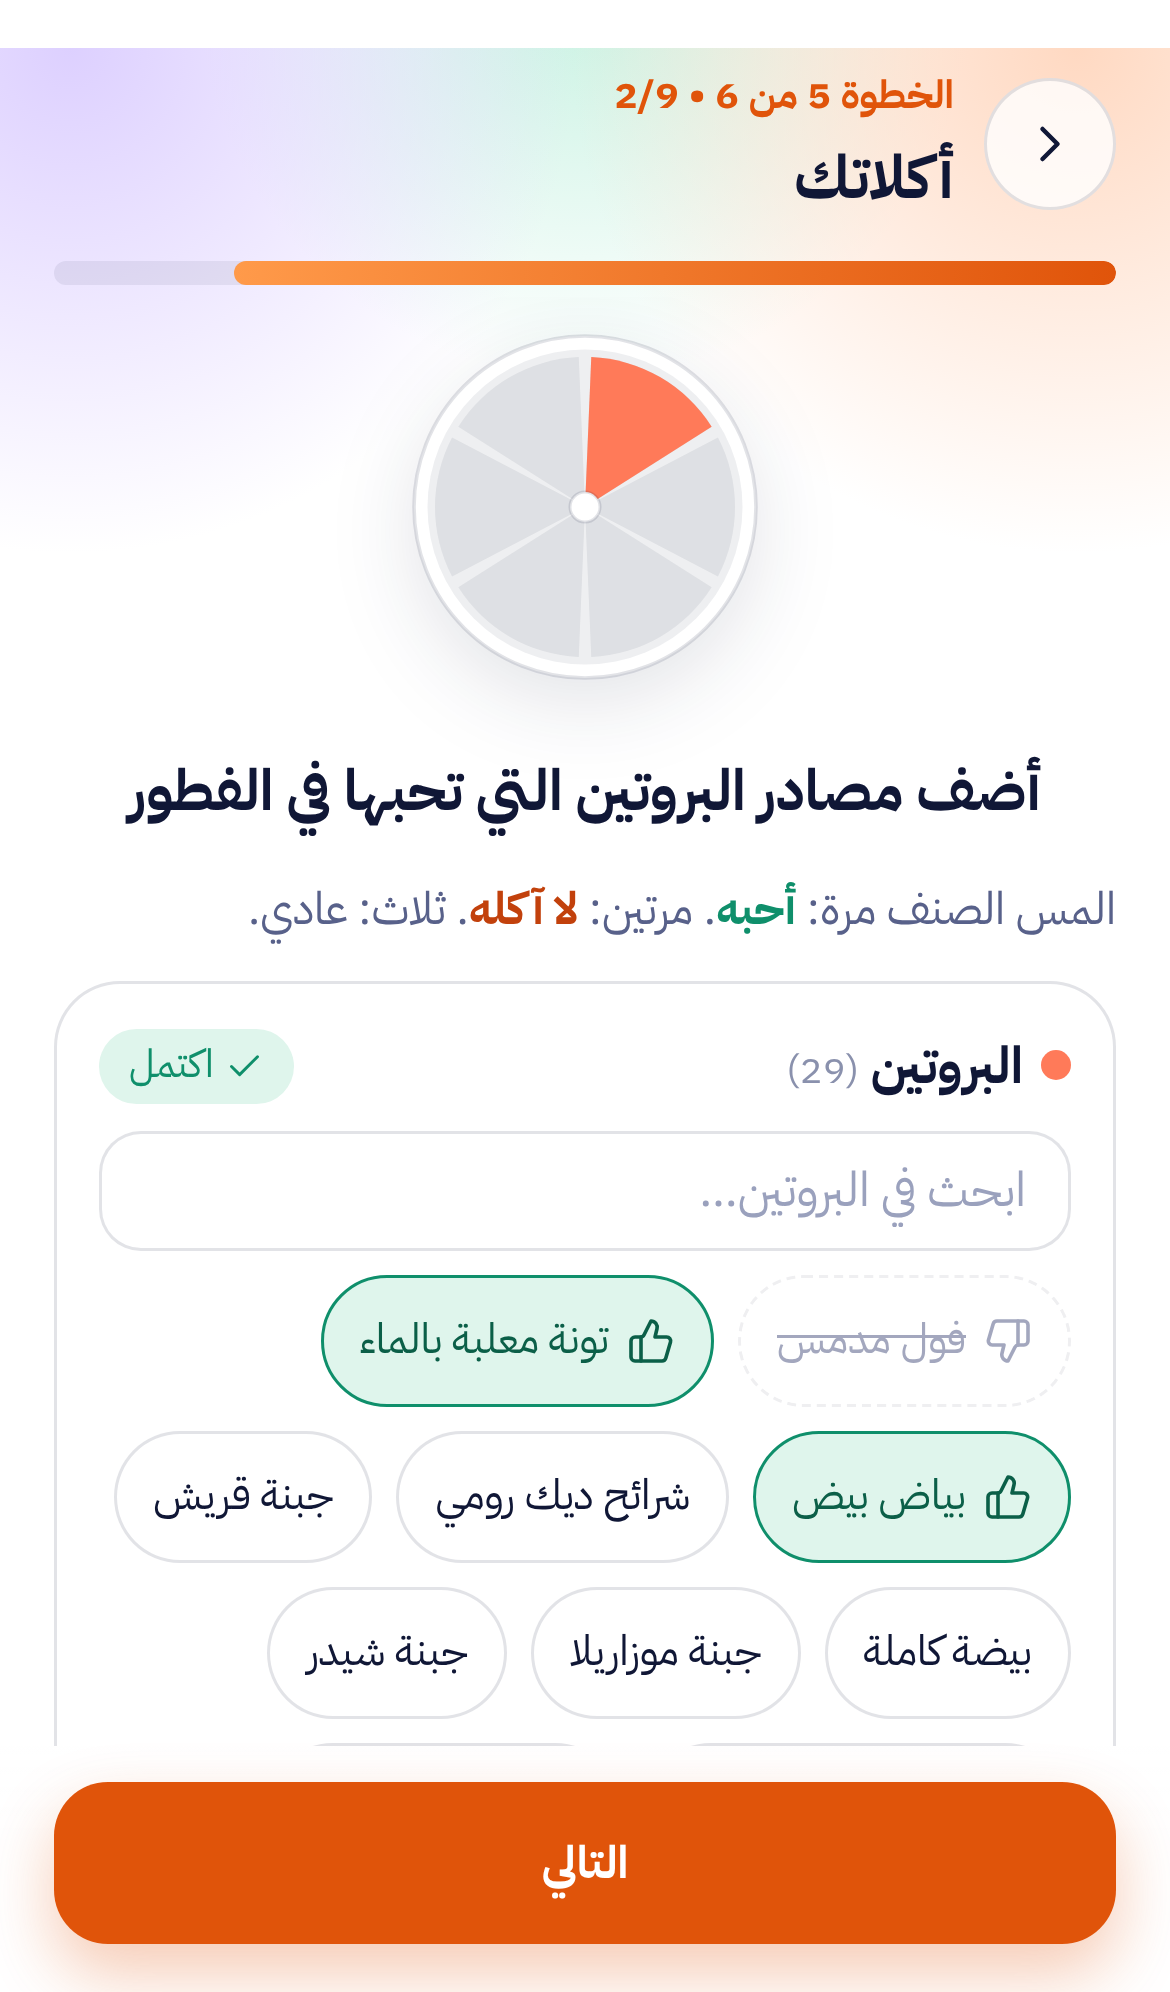 الخطوة 5 من 6 • 2/9
أكلاتك
أضف مصادر البروتين التي تحبها في الفطور
المس الصنف مرة: أحبه. مرتين: لا آكله. ثلاث: عادي.
البروتين (29)
اكتمل
ابحث في البروتين...
فول مدمس
تونة معلبة بالماء
بياض بيض
شرائح ديك رومي
جبنة قريش
بيضة كاملة
جبنة موزاريلا
جبنة شيدر
التالي